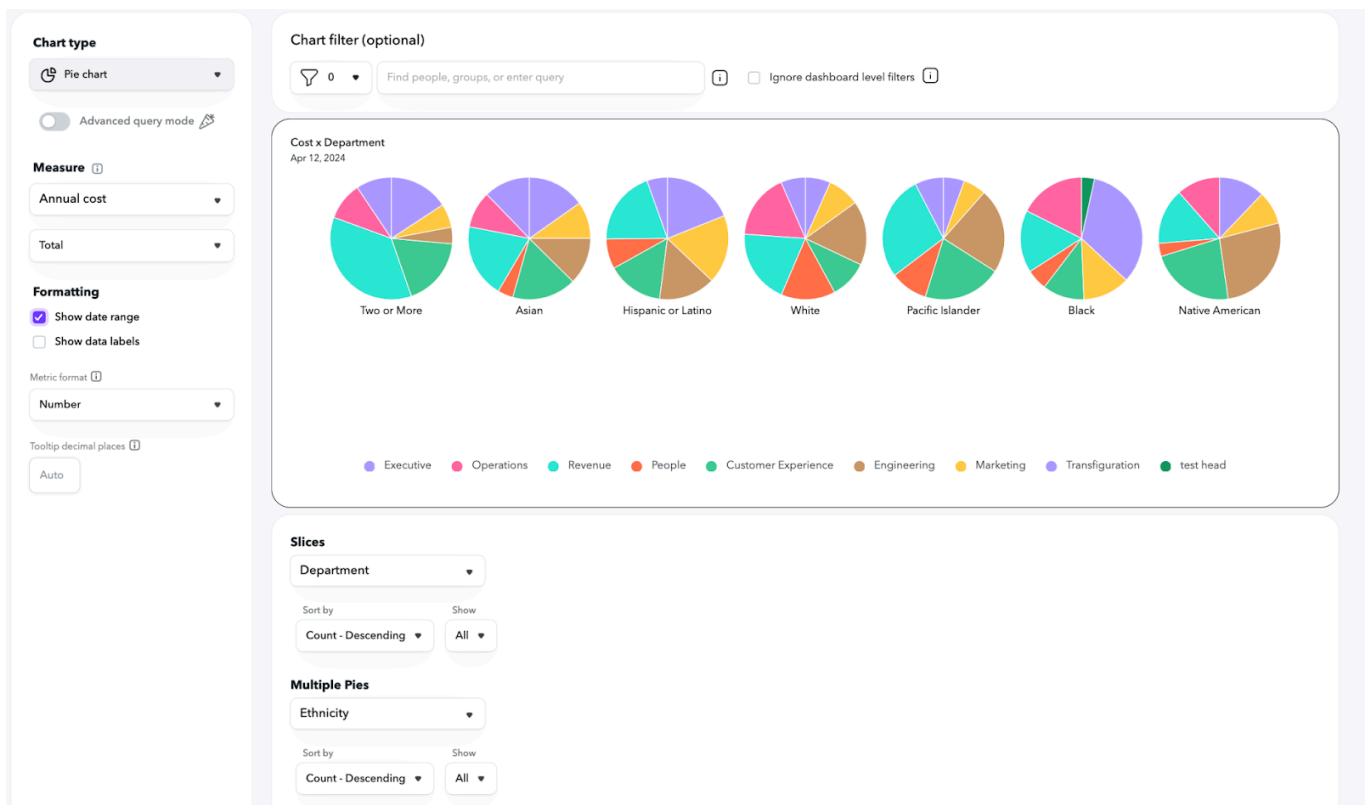 Chart type
Pie chart
Advanced query mode
Measure
Annual cost
Total
Formatting
Show date range
Show data labels
Metric format
Number
Tooltip decimal places
Auto
Chart filter (optional)
0
Find people, groups, or enter query
Ignore dashboard level filters
Cost x Department
Apr 12, 2024
Two or More
Asian
Hispanic or Latino
White
Pacific Islander
Black
Native American
Executive
Operations
Revenue
People
Customer Experience
Engineering
Marketing
Transfiguration
test head
Slices
Department
Sort by
Show
Count - Descending
All
Multiple Pies
Ethnicity
Sort by
Show
Count - Descending
All